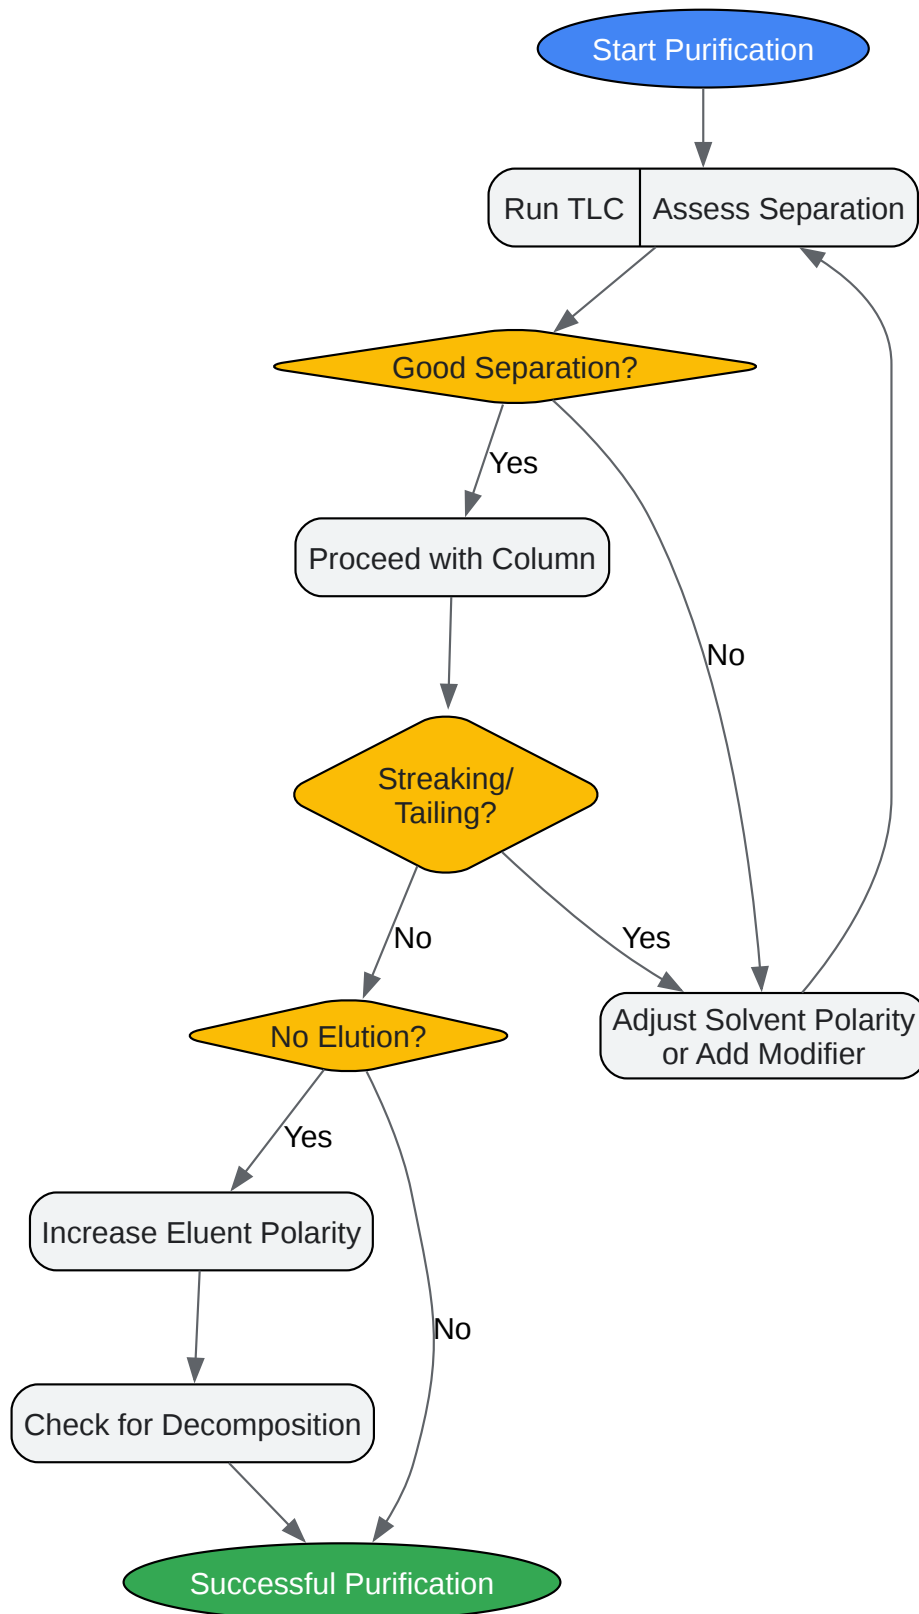 Start Purification
Run TLC
Assess Separation
Good Separation?
Yes
Proceed with Column
No
Streaking/
Tailing?
No
Yes
No Elution?
Adjust Solvent Polarity
or Add Modifier
Yes
Increase Eluent Polarity
No
Check for Decomposition
Successful Purification